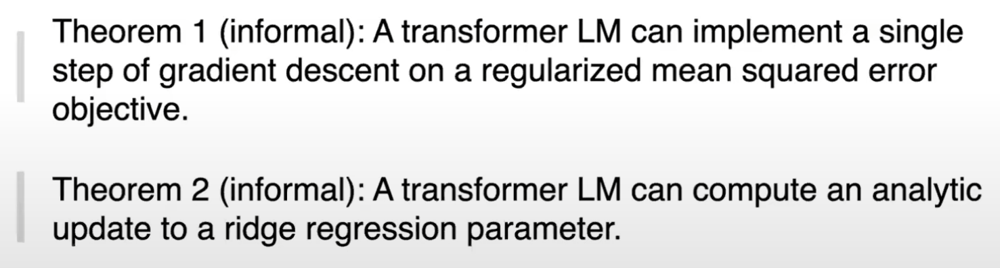 Theorem 1 (informal): A transformer LM can implement a single
step of gradient descent on a regularized mean squared error
objective.
Theorem 2 (informal): A transformer LM can compute an analytic
update to a ridge regression parameter.